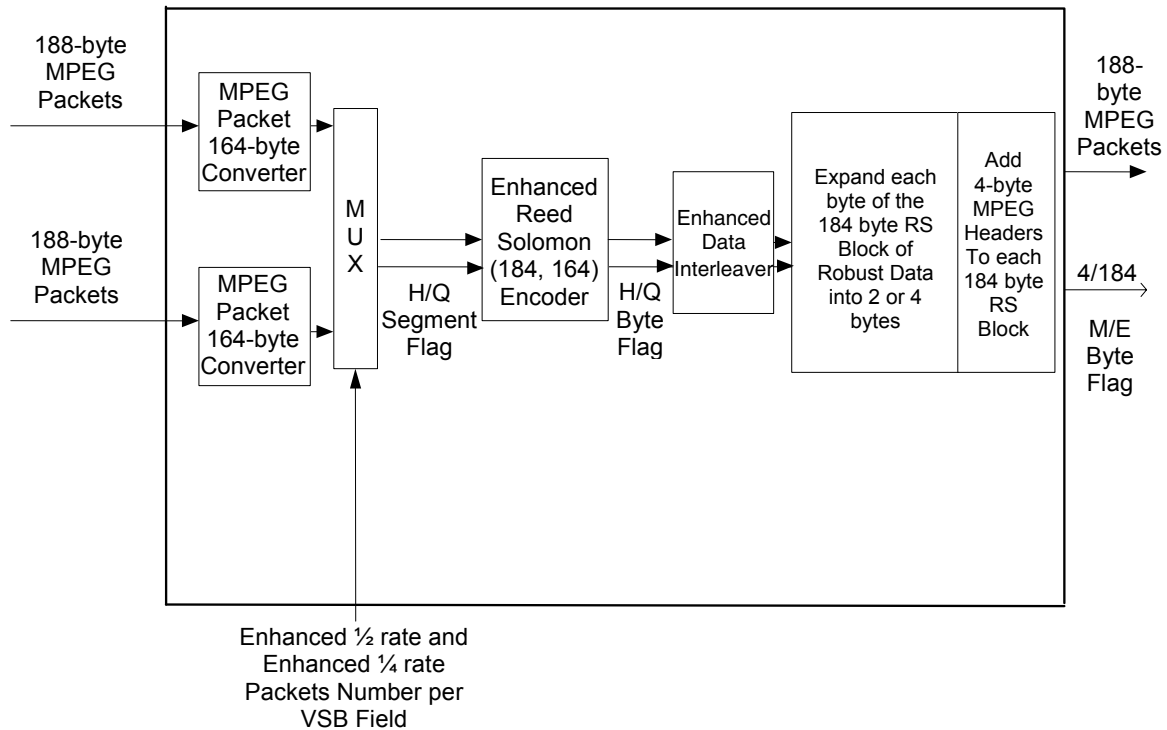 188-byte
MPEG
Packets
MPEG
Packet
164-byte
Converter
188-byte
MPEG
Packets
MPEG
Packet
164-byte
Converter
M
U
X
H/Q
Segment
Flag
Enhanced
Reed
Solomon
(184, 164)
Encoder
H/Q
Byte
Flag
Enhanced
Data
Interleaver
Expand each
byte of the
184 byte RS
Block of
Robust Data
into 2 or 4
bytes
Add
4-byte
MPEG
Headers
To each
184 byte
RS
Block
188-
byte
MPEG
Packets
4/184
M/E
Byte
Flag
Enhanced ½ rate and
Enhanced ¼ rate
Packets Number per
VSB Field